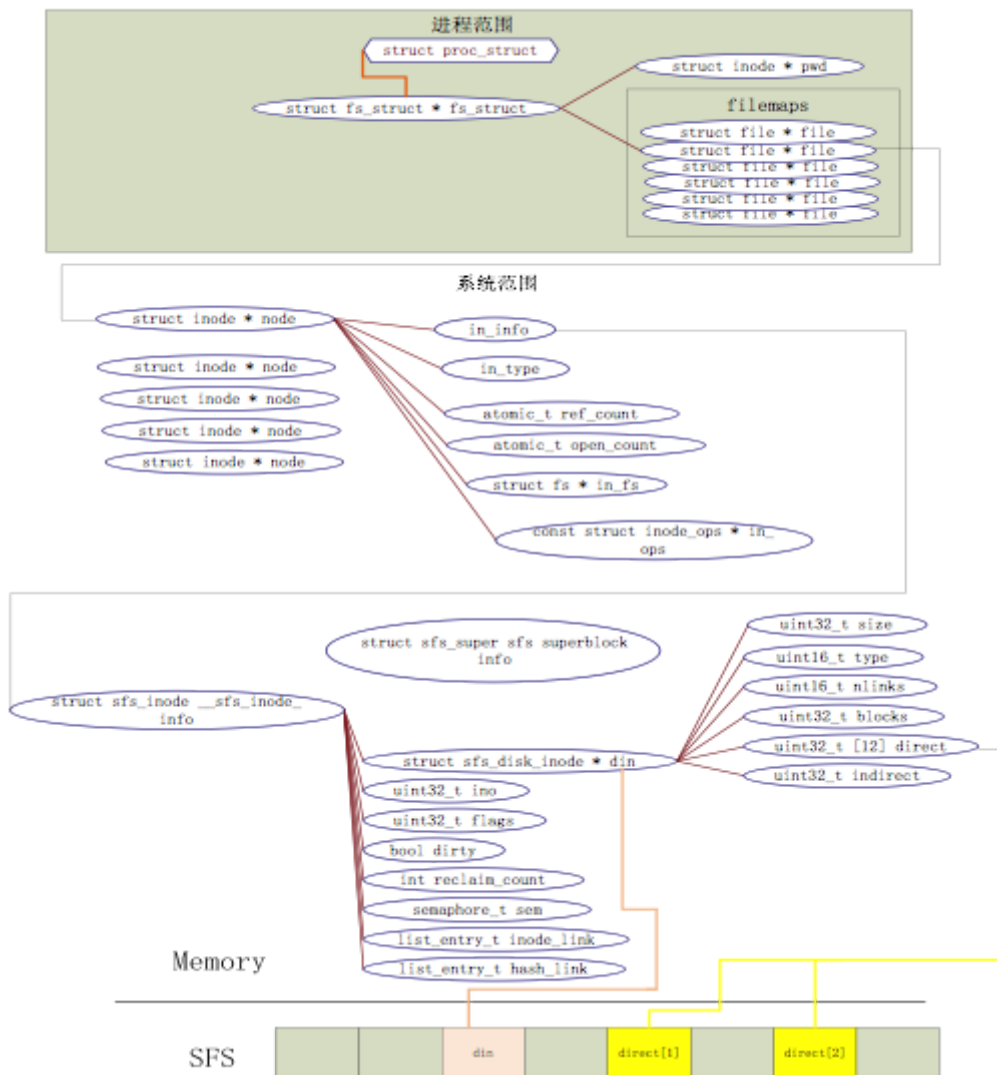 进程范围
struct proc_struct
struct inode * pwd
struct fs_struct * fs_struct
filemaps
struct file * file
struct file * file
struct file * file
struct file * file
struct file * file
struct file * file
系统范围
struct inode * node
in_info
struct inode * node
in_type
struct inode * node
atomic_t ref_count
struct inode * node
atomic_t open_count
struct inode * node
struct fs * in_fs
const struct inode_ops * in_
ops
struct sfs_super sfs superblock
info
uint32_t size
uint16_t type
uint16_t nlinks
struct sfs_inode __sfs_inode_
info
uint32_t blocks
uint32_t [12] direct
struct sfs_disk_inode * din
uint32_t indirect
uint32_t ino
uint32_t flags
bool dirty
int reclaim_count
semaphore_t sem
list_entry_t inode_link
Memory
list_entry_t hash_link
SFS
din
direct[1]
direct[2]